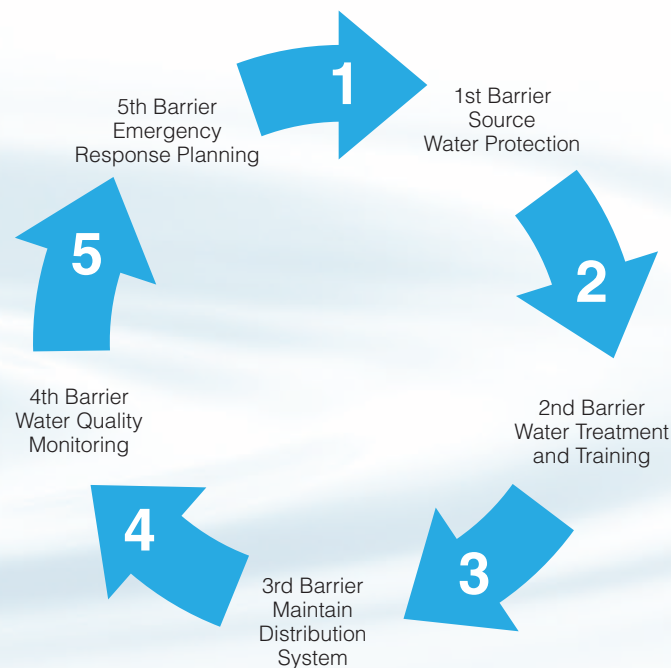 1
1st Barrier
Source
Water Protection
2
2nd Barrier
Water Treatment
and Training
3
3rd Barrier
Maintain
Distribution
System
4
4th Barrier
Water Quality
Monitoring
5
5th Barrier
Emergency
Response Planning